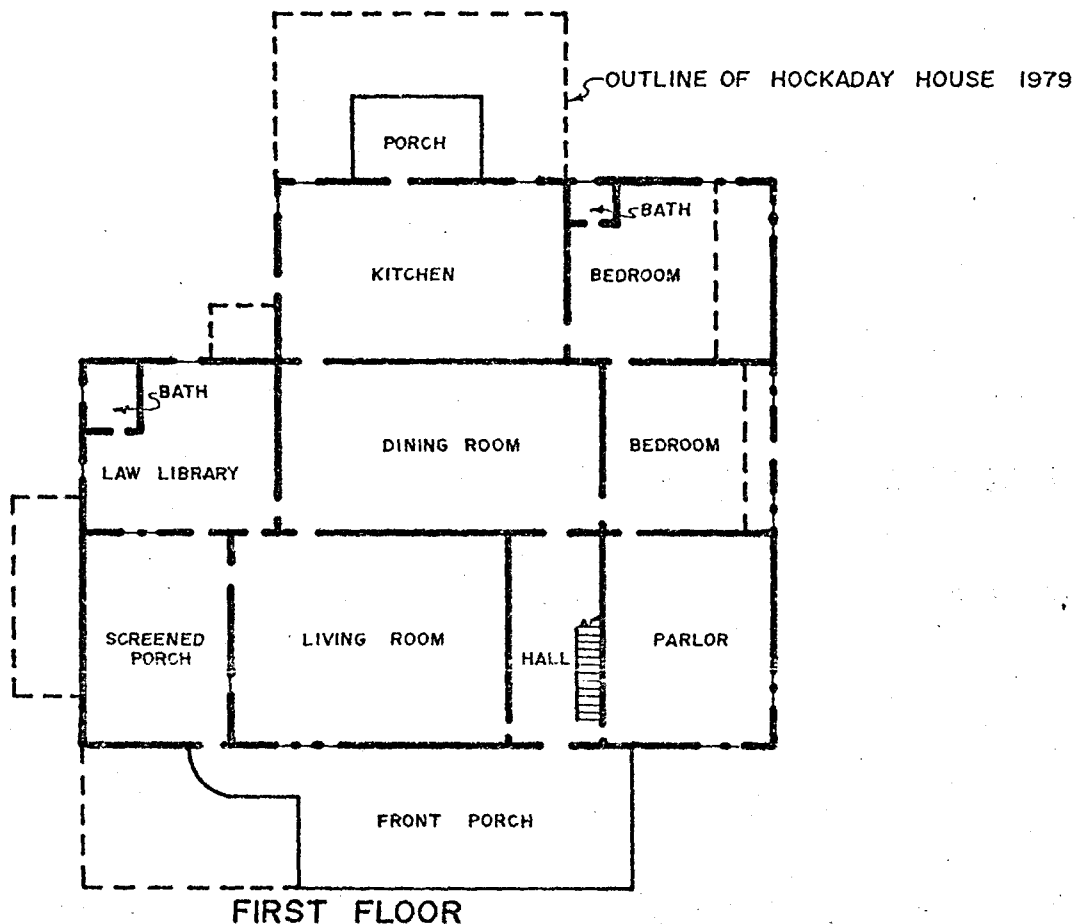 OUTLINE OF HOCKADAY HOUSE 1979
PORCH
BATH
KITCHEN
BEDROOM
BATH
DINING ROOM
BEDROOM
LAW LIBRARY
SCREENED
PORCH
LIVING ROOM
HALL
PARLOR
FRONT PORCH
FIRST FLOOR